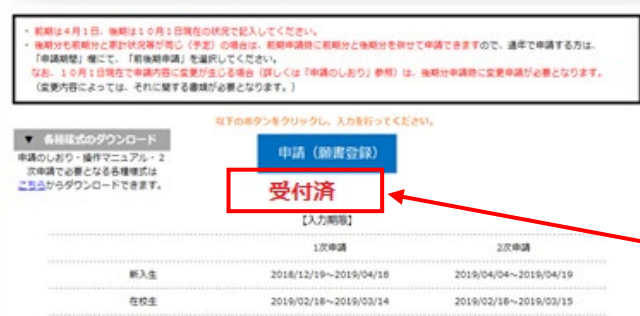 ・前期は4月1日、後期は10月1日現在の状況で記入してください。
・後期分も前期分と家計状況等が同じ(予定)の場合は、前期申請時に前期分と後期分を併せて申請できますので、通年で申請する方は、
「申請期間」欄にて、「前後期申請」を選択してください。
なお、10月1日現在で申請内容に変更が生じる場合(詳しくは「申請のしおり」参照)は、後期分申請時に変更申請が必要となります。
(変更内容によっては、それに関する書類が必要となります。)
以下のボタンをクリックし、入力を行ってください。
▼ 各種様式のダウンロード
申請のしおり・操作マニュアル・2
次申請で必要となる各種様式は
こちらからダウンロードできます。
申請(願書登録)
受付済
【入力期限】
1次申請 2次申請
新入生 2018/12/19~2019/04/18 2019/04/04~2019/04/19
在校生 2019/02/18~2019/03/14 2019/02/18~2019/03/15